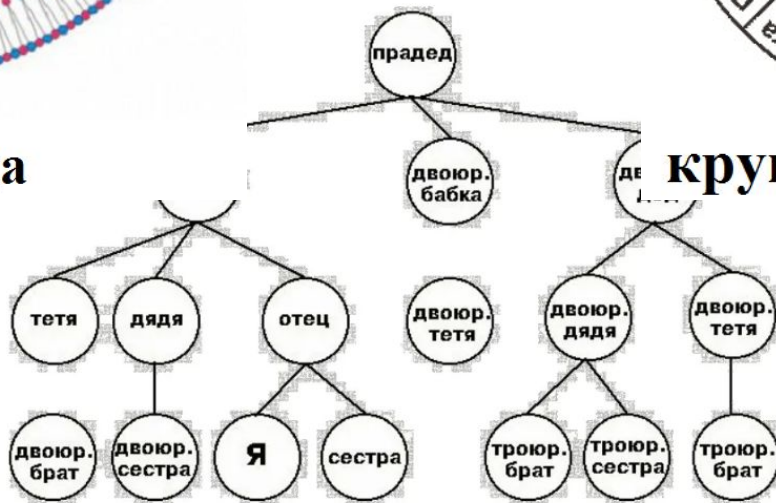 прадед
а
двоюр.
бабка
тетя
дядя
отец
двоюр.
тетя
двоюр.
дядя
двоюр.
тетя
двоюр.
брат
двоюр.
сестра
Я
сестра
троюр.
брат
троюр.
сестра
троюр.
брат